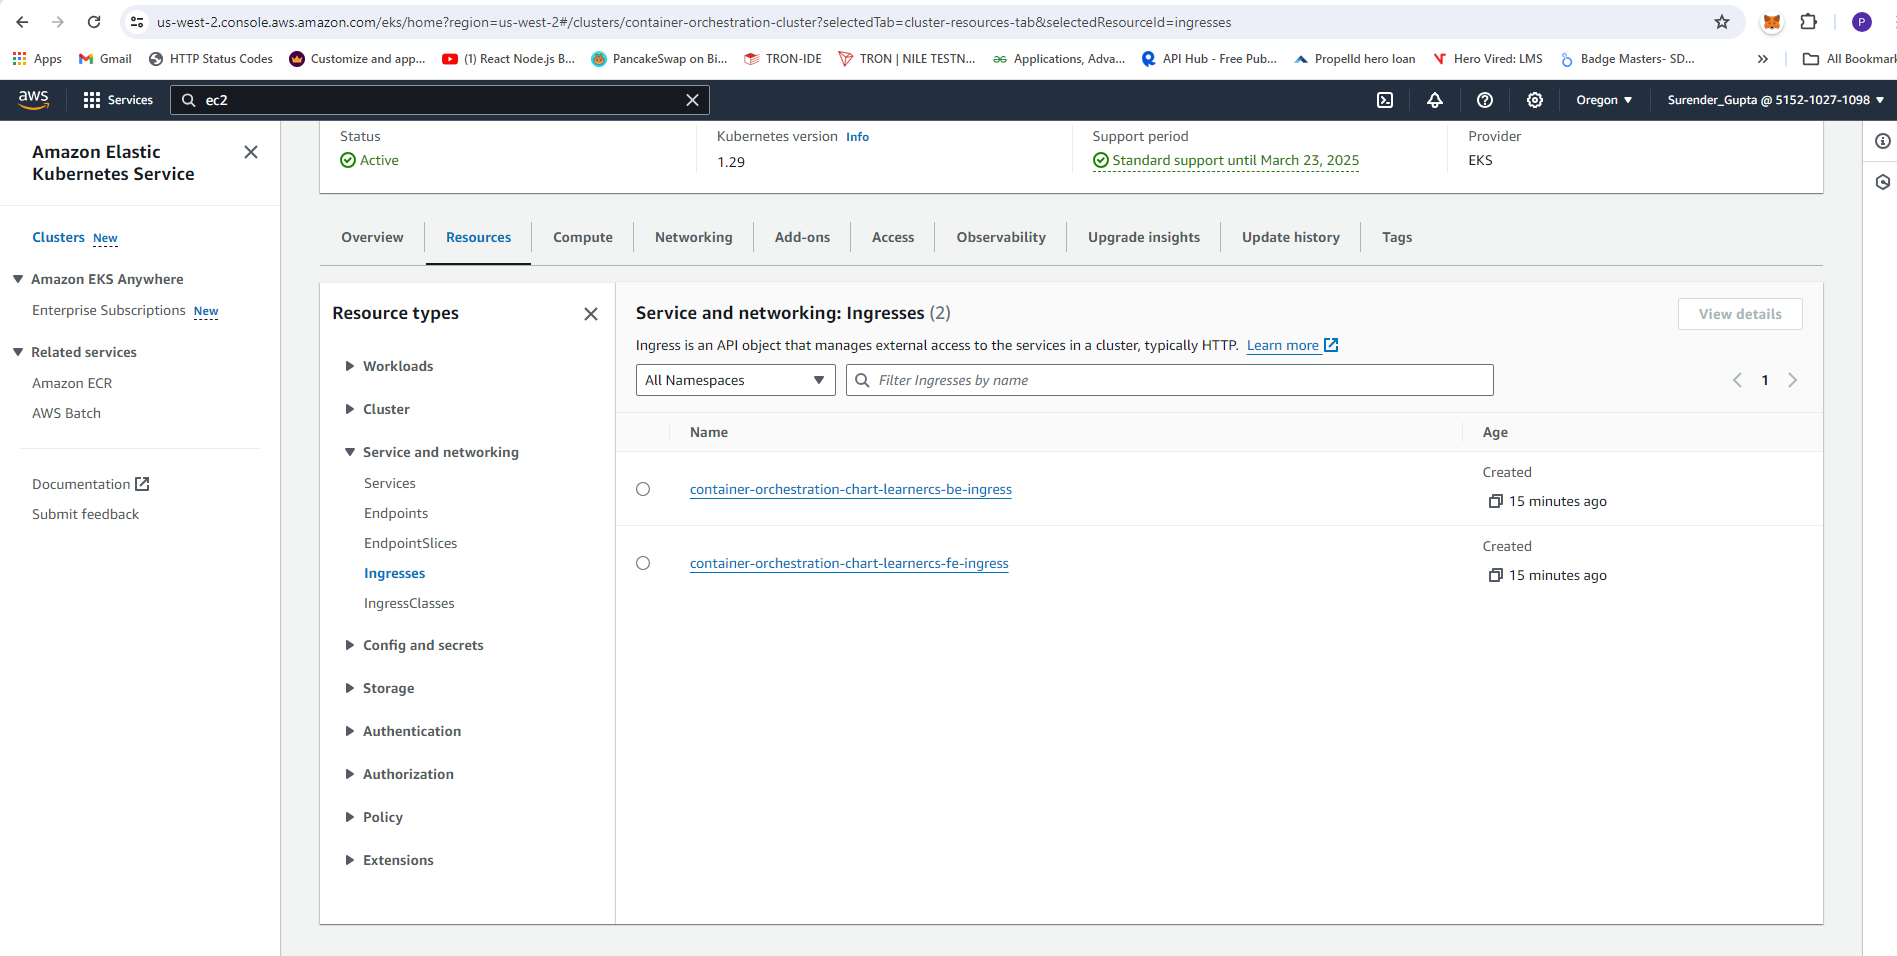 us-west-2.console.aws.amazon.com/eks/home?region=us-west-2#/clusters/container-orchestration-cluster?selectedTab=cluster-resources-tab&selectedResourceId=ingresses
P
Apps Gmail HTTP Status Codes Customize and app... (1) React Node.js B... PancakeSwap on Bi... TRON-IDE TRON | NILE TESTN... Applications, Adva... API Hub - Free Pub... Propelld hero loan Hero Vired: LMS Badge Masters- SD... All Bookmar
aws Services ec2 Oregon Surender_Gupta @ 5152-1027-1098
Amazon Elastic
Kubernetes Service
Clusters New
Amazon EKS Anywhere
Enterprise Subscriptions New
Related services
Amazon ECR
AWS Batch
Documentation
Submit feedback
Status Kubernetes version Info Support period Provider
Active 1.29 Standard support until March 23, 2025 EKS
Overview Resources Compute Networking Add-ons Access Observability Upgrade insights Update history Tags
Resource types
Workloads
Cluster
Service and networking
Services
Endpoints
EndpointSlices
Ingresses
IngressClasses
Config and secrets
Storage
Authentication
Authorization
Policy
Extensions
Service and networking: Ingresses (2)
View details
Ingress is an API object that manages external access to the services in a cluster, typically HTTP. Learn more
All Namespaces Filter Ingresses by name 1
Name Age
container-orchestration-chart-learnercs-be-ingress
Created
15 minutes ago
container-orchestration-chart-learnercs-fe-ingress
Created
15 minutes ago